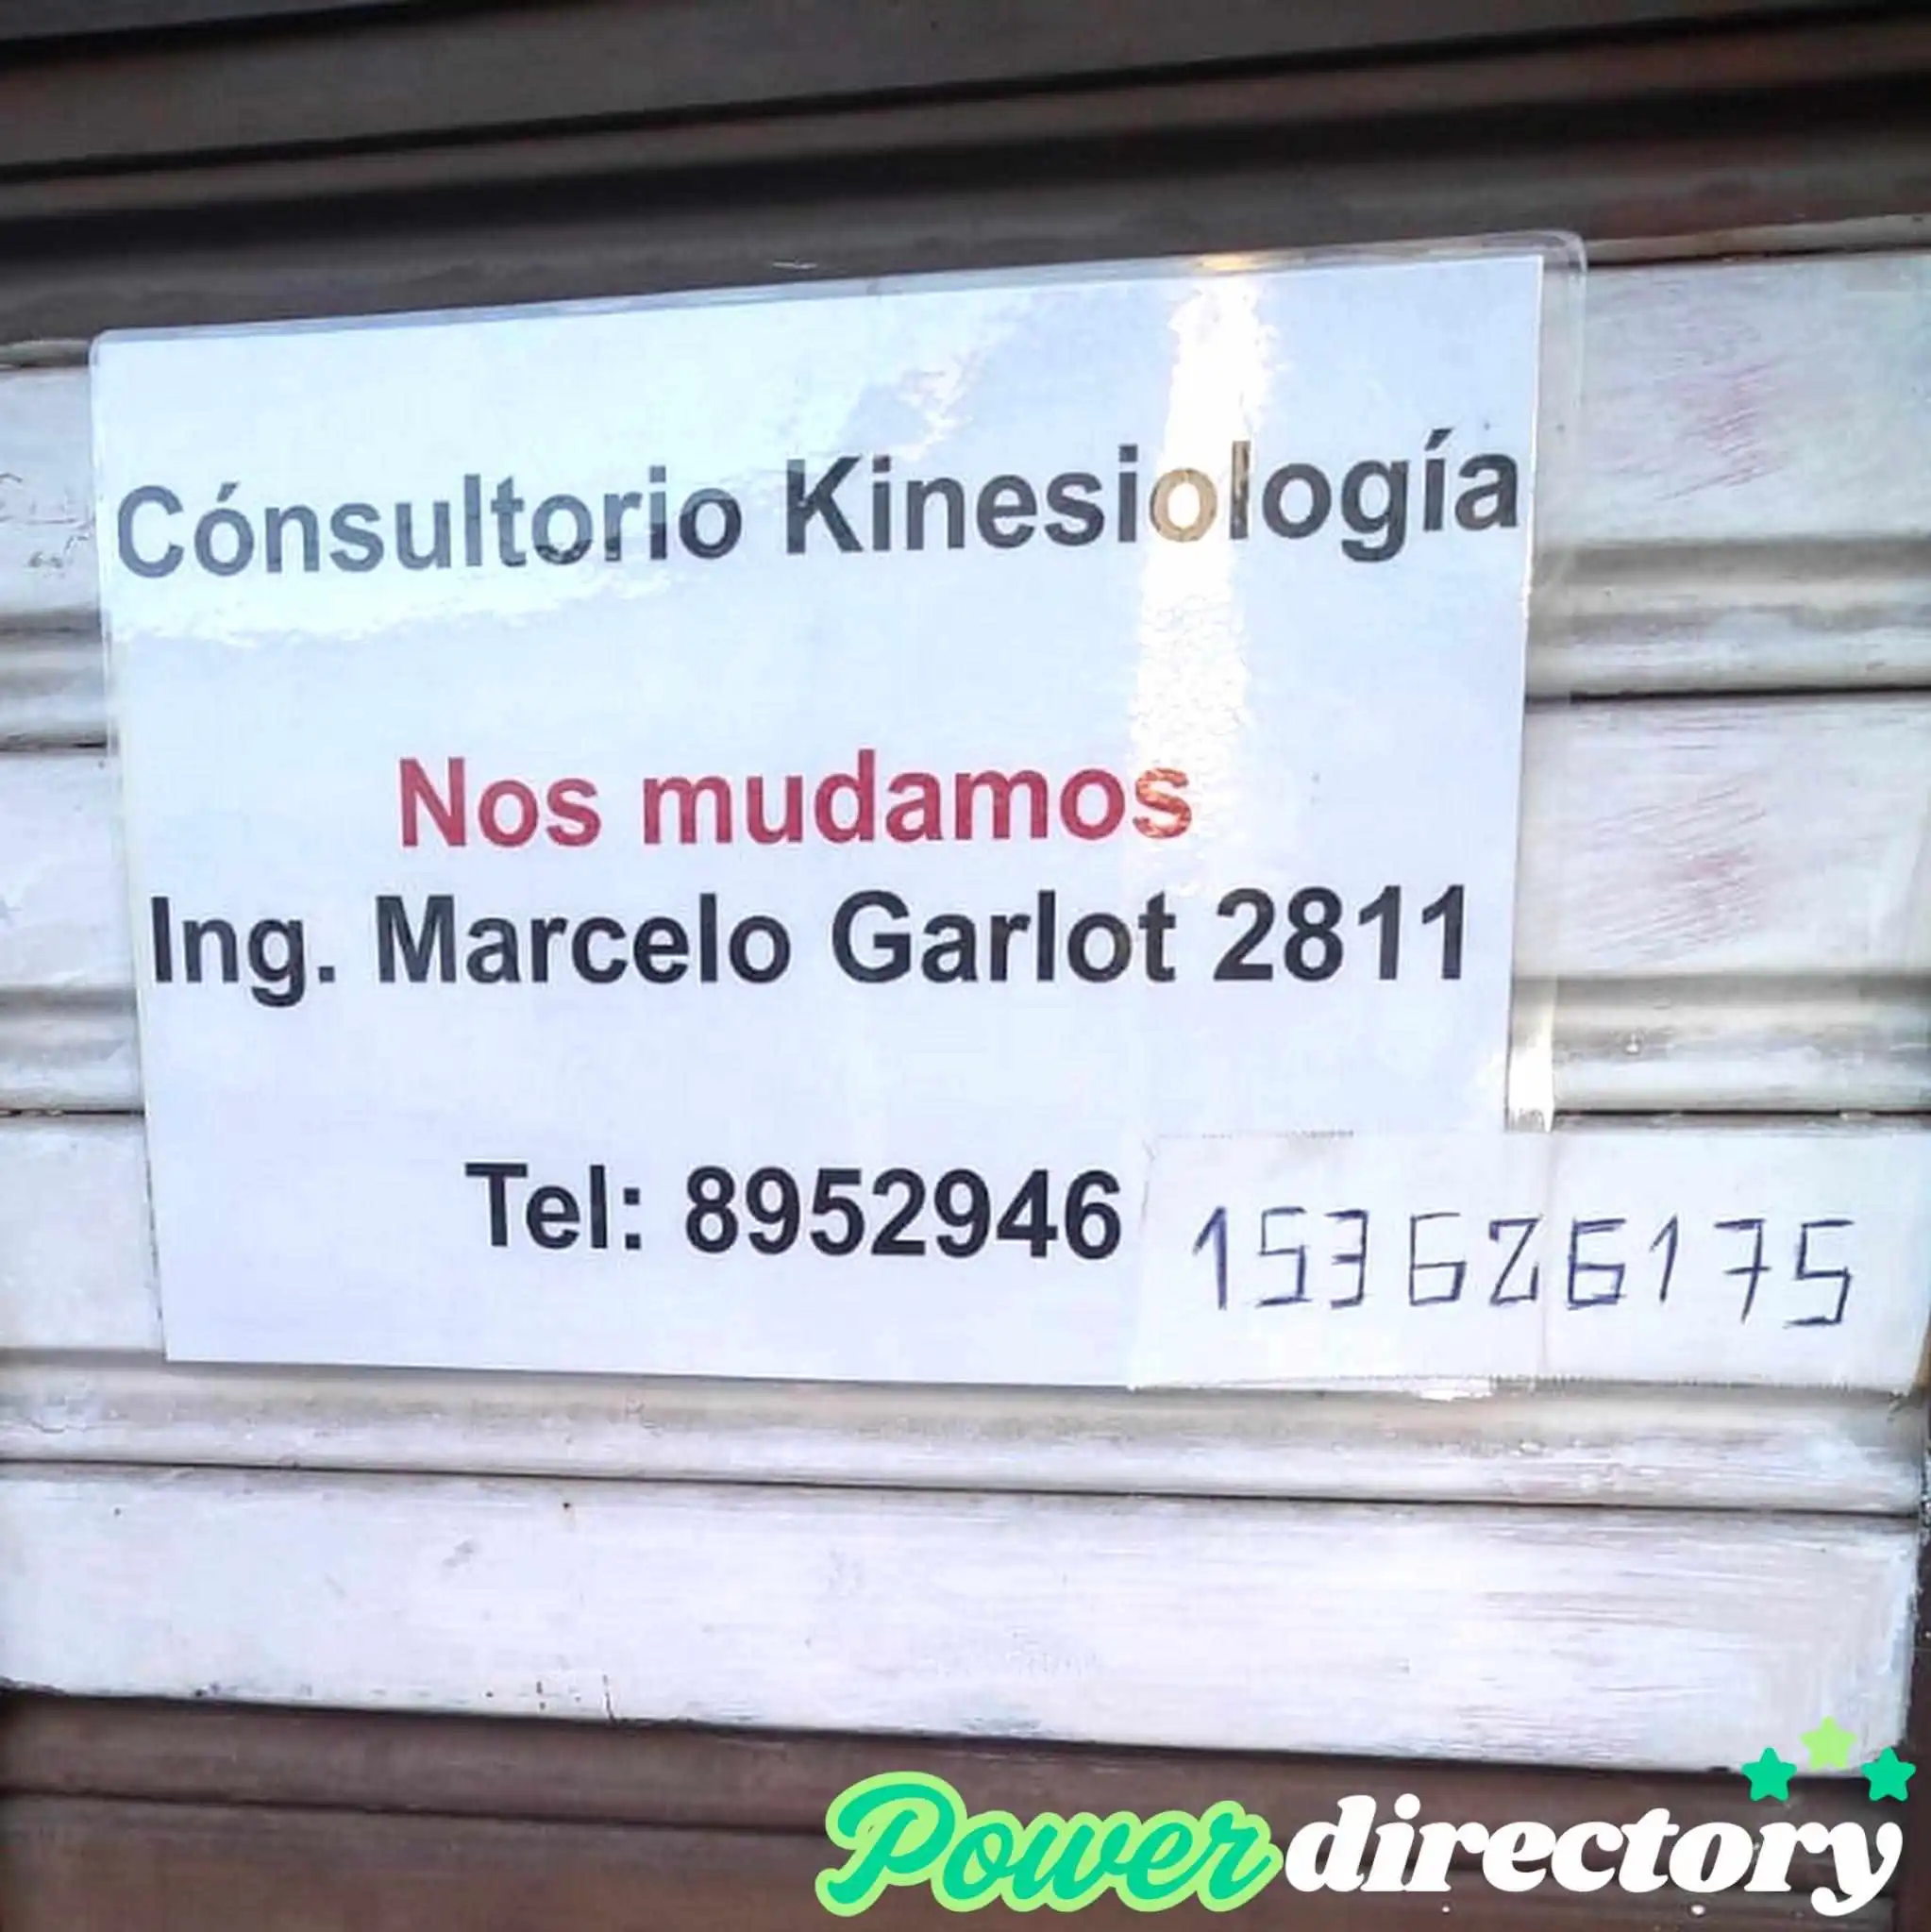 Cónsultorio Kinesiología
Nos mudamos
Ing. Marcelo Garlot 2811
Tel: 8952946 153626175
Power directory